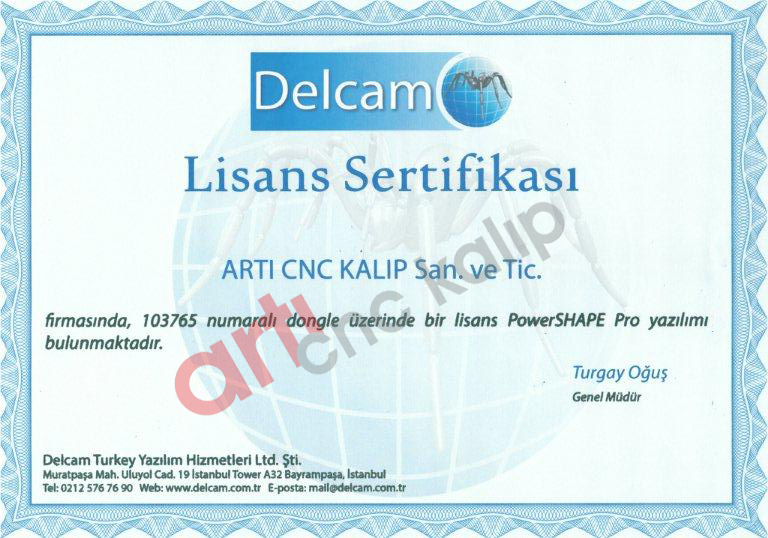 Delcam
Lisans Sertifikası
ARTI CNC KALIP San. ve Tic.
artı cnc kalıp
firmasında, 103765 numaralı dongle üzerinde bir lisans PowerSHAPE Pro yazılımı
bulunmaktadır.
Turgay Oğuş
Genel Müdür
Delcam Turkey Yazılım Hizmetleri Ltd. Şti.
Muratpaşa Mah. Uluyol Cad. 19 İstanbul Tower A32 Bayrampaşa, İstanbul
Tel: 0212 576 76 90 Web: www.delcam.com.tr E-posta: mail@delcam.com.tr